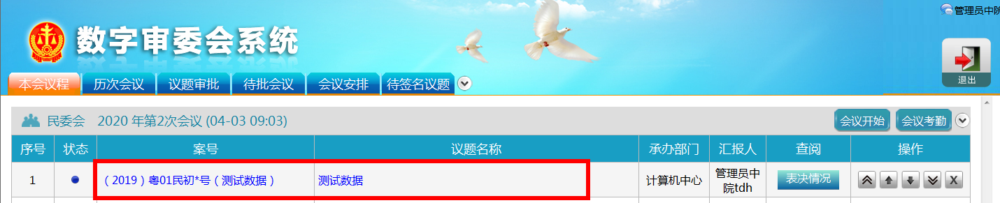 管理员中院
数字审委会系统
退出
本会议程 历次会议 议题审批 待批会议 会议安排 待签名议题
民委会 2020 年第2次会议 (04-03 09:03) 会议开始 会议考勤
序号 状态 案号 议题名称 承办部门 汇报人 查阅 操作
1 （2019）粤01民初*号（测试数据） 测试数据 计算机中心 管理员中院tdh 表决情况 X